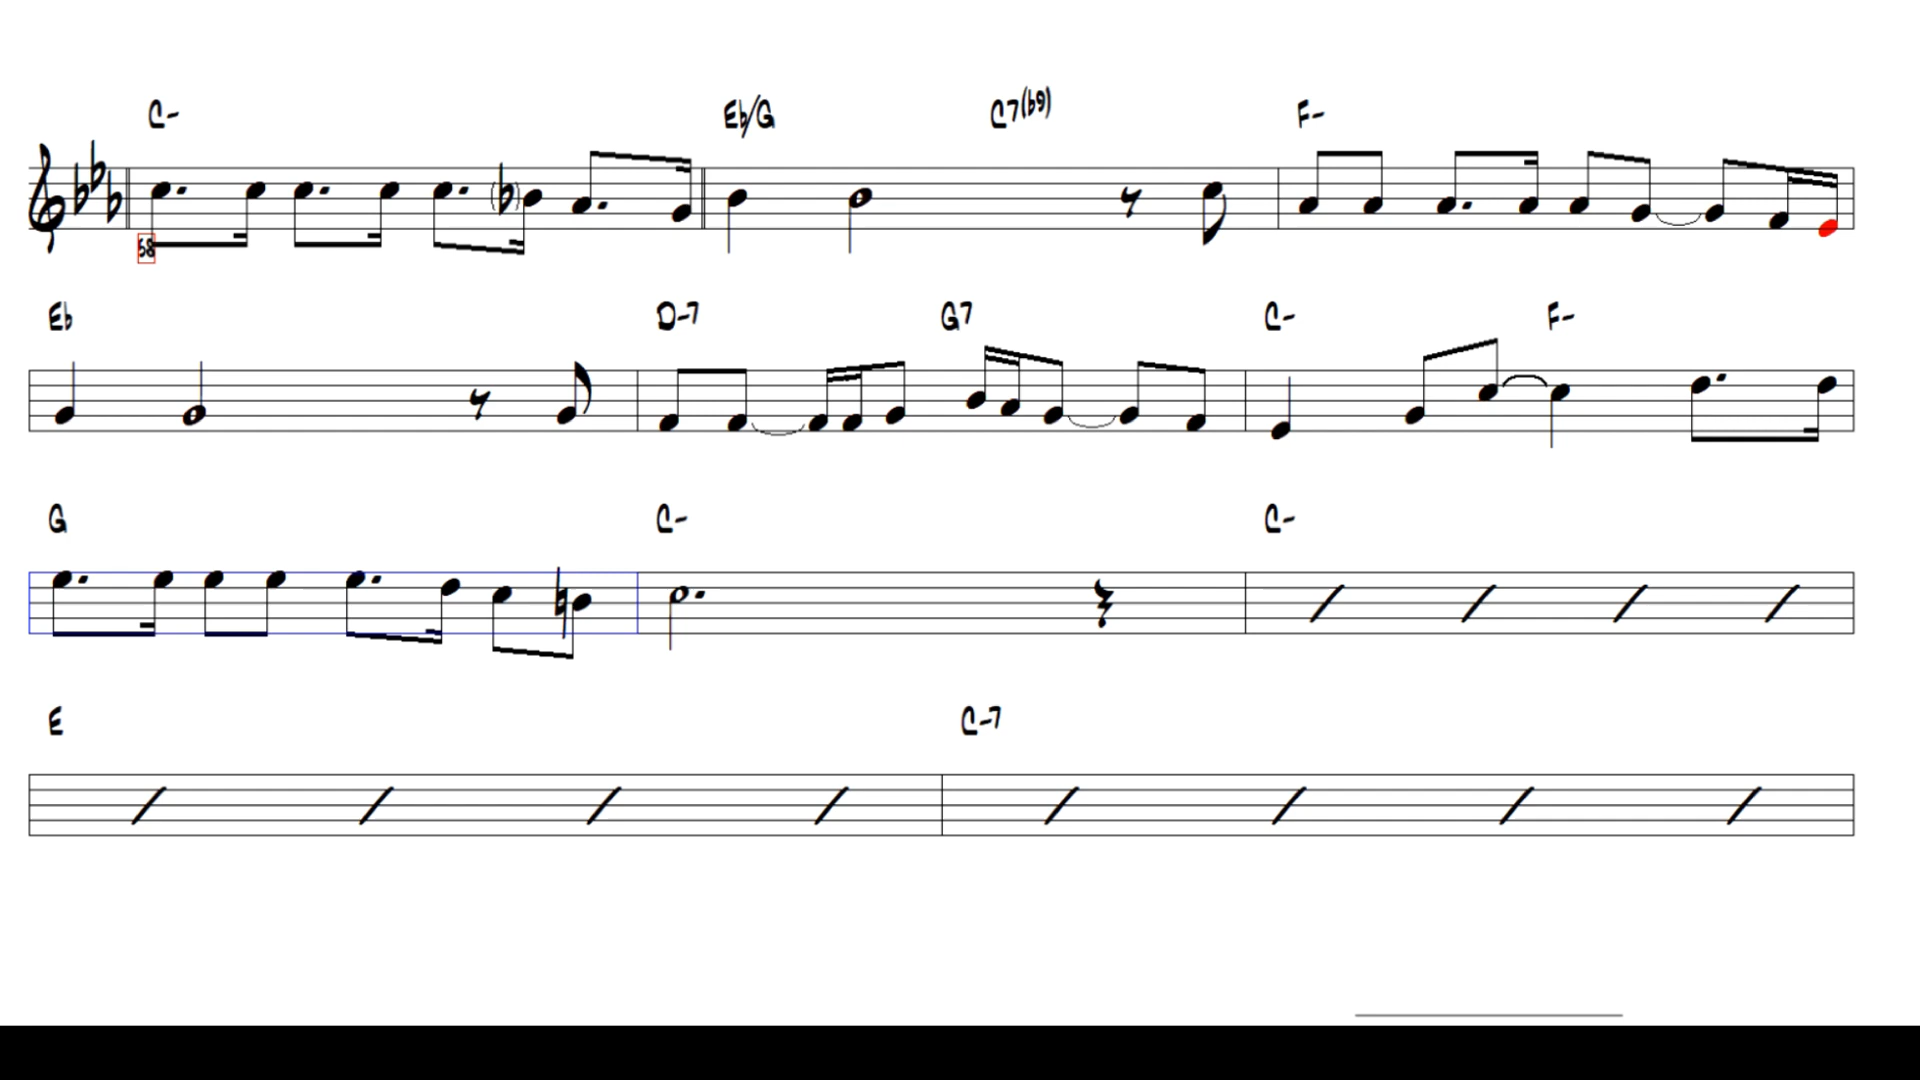 C- Eb/G C7(b9) F-
58
Eb D-7 G7 C- F-
G C- C-
E C-7